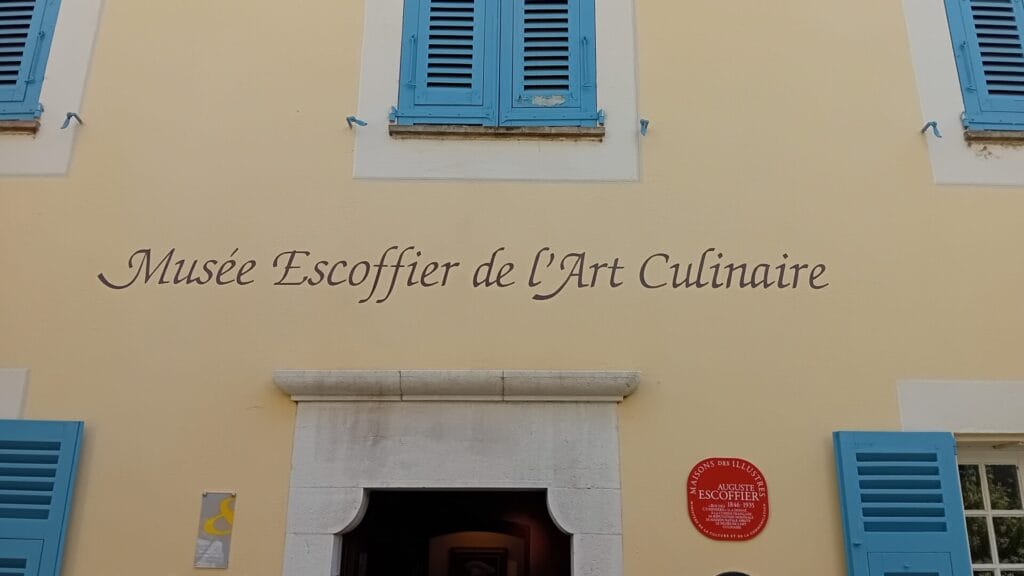 Musée Escoffier de l'Art Culinaire
MAISONS DES ILLUSTRES
AUGUSTE
ESCOFFIER
1846-1935